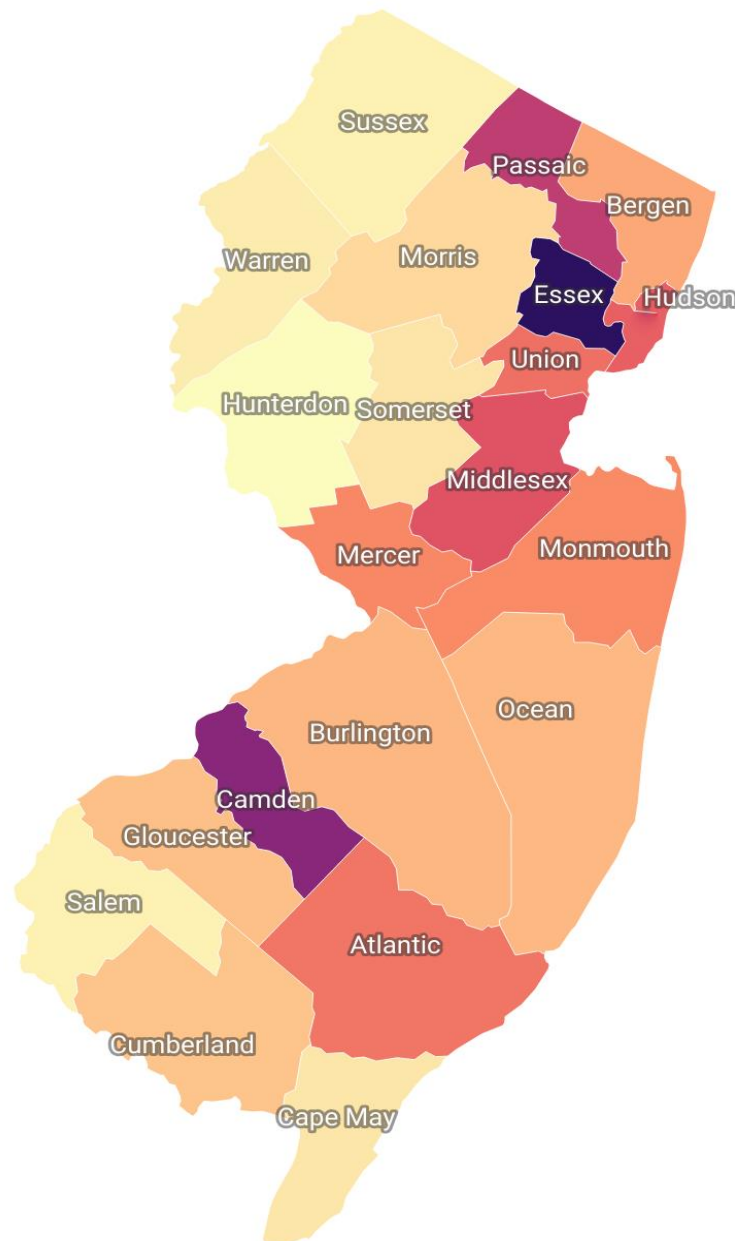 Sussex
Passaic
Bergen
Warren
Morris
Essex
Hudson
Union
Hunterdon
Somerset
Middlesex
Mercer
Monmouth
Ocean
Burlington
Camden
Gloucester
Salem
Atlantic
Cumberland
Cape May